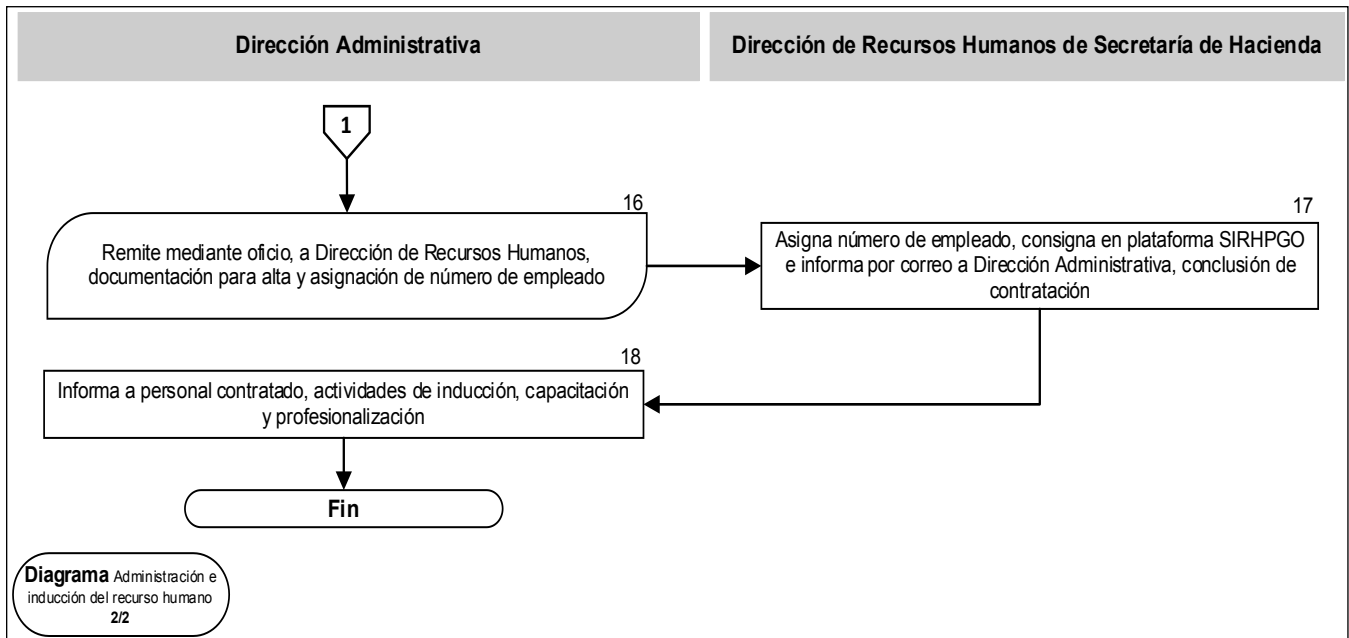 Dirección Administrativa
Dirección de Recursos Humanos de Secretaría de Hacienda
1
16
Remite mediante oficio, a Dirección de Recursos Humanos,
documentación para alta y asignación de número de empleado
17
Asigna número de empleado, consigna en plataforma SIRHPGO
e informa por correo a Dirección Administrativa, conclusión de
contratación
18
Informa a personal contratado, actividades de inducción, capacitación
y profesionalización
Fin
Diagrama Administración e
inducción del recurso humano
2/2